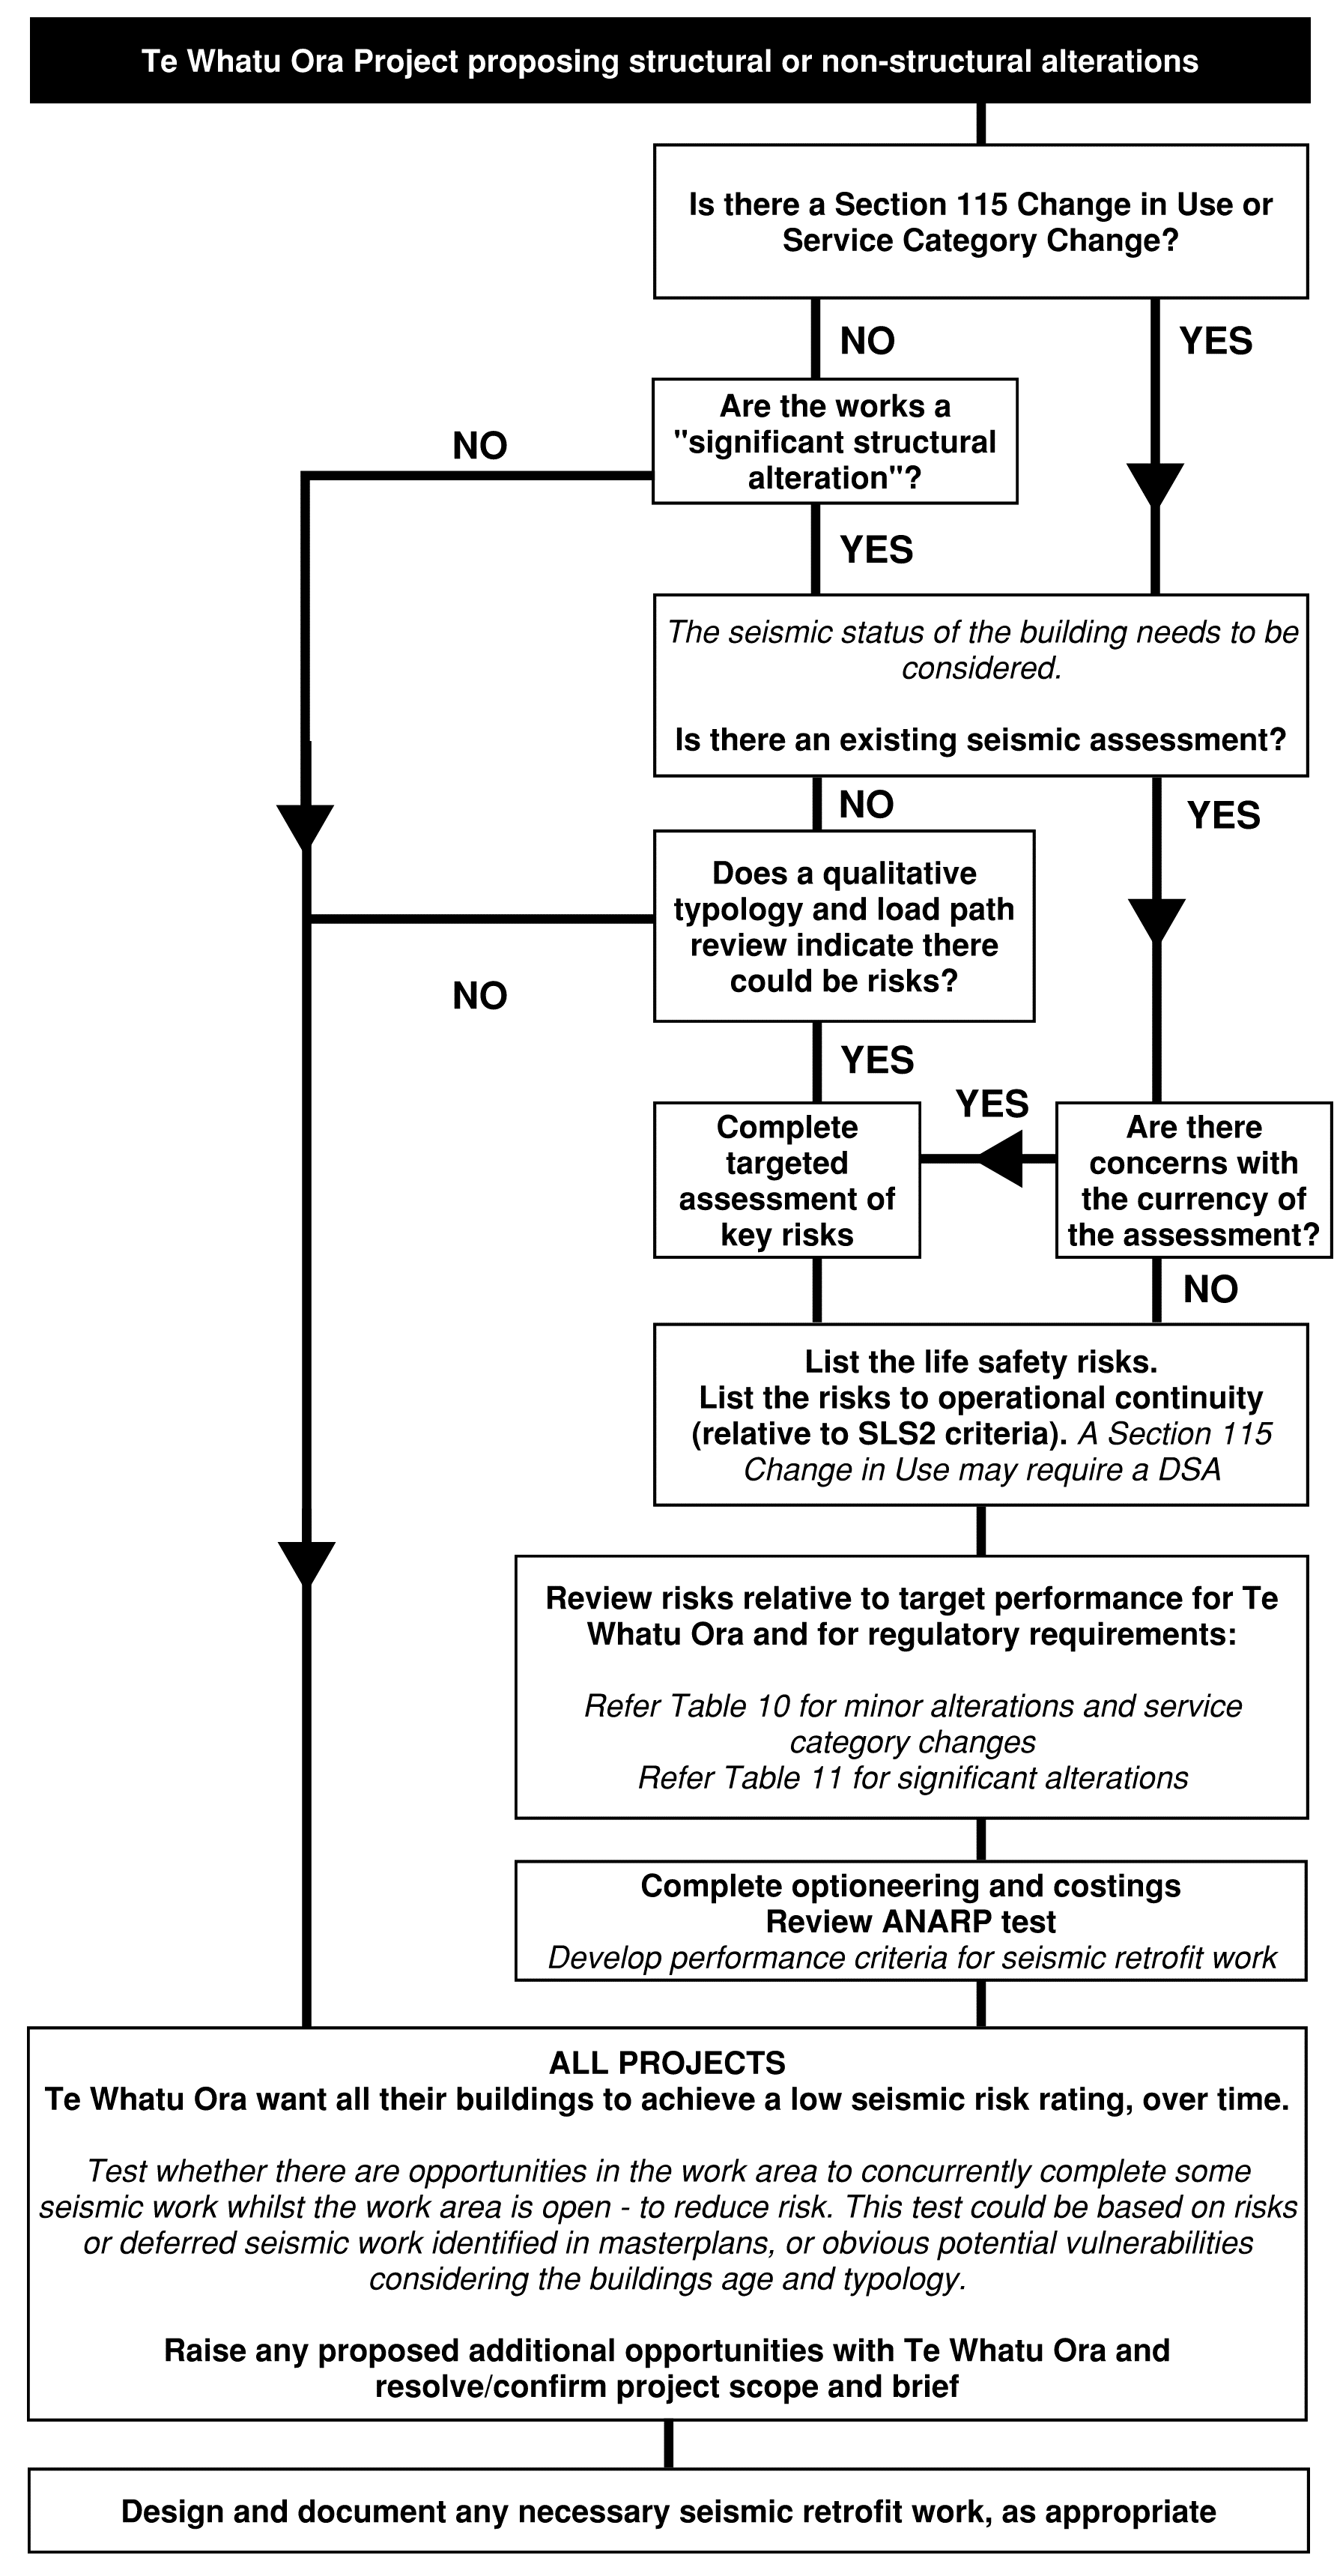 Te Whatu Ora Project proposing structural or non-structural alterations
Is there a Section 115 Change in Use or
Service Category Change?
NO
YES
Are the works a
"significant structural
alteration"?
NO
YES
The seismic status of the building needs to be
considered.
Is there an existing seismic assessment?
NO
YES
Does a qualitative
typology and load path
review indicate there
could be risks?
NO
YES
YES
Complete
targeted
assessment of
key risks
Are there
concerns with
the currency of
the assessment?
NO
List the life safety risks.
List the risks to operational continuity
(relative to SLS2 criteria). A Section 115
Change in Use may require a DSA
Review risks relative to target performance for Te
Whatu Ora and for regulatory requirements:
Refer Table 10 for minor alterations and service
category changes
Refer Table 11 for significant alterations
Complete optioneering and costings
Review ANARP test
Develop performance criteria for seismic retrofit work
ALL PROJECTS
Te Whatu Ora want all their buildings to achieve a low seismic risk rating, over time.
Test whether there are opportunities in the work area to concurrently complete some
seismic work whilst the work area is open - to reduce risk. This test could be based on risks
or deferred seismic work identified in masterplans, or obvious potential vulnerabilities
considering the buildings age and typology.
Raise any proposed additional opportunities with Te Whatu Ora and
resolve/confirm project scope and brief
Design and document any necessary seismic retrofit work, as appropriate